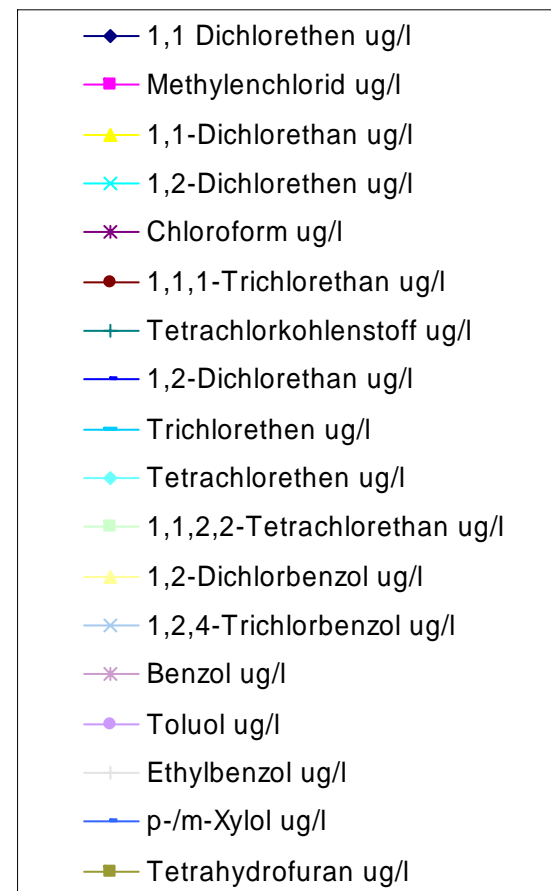 1,1 Dichlorethen ug/l
Methylenchlorid ug/l
1,1-Dichlorethan ug/l
1,2-Dichlorethen ug/l
Chloroform ug/l
1,1,1-Trichlorethan ug/l
Tetrachlorkohlenstoff ug/l
1,2-Dichlorethan ug/l
Trichlorethen ug/l
Tetrachlorethen ug/l
1,1,2,2-Tetrachlorethan ug/l
1,2-Dichlorbenzol ug/l
1,2,4-Trichlorbenzol ug/l
Benzol ug/l
Toluol ug/l
Ethylbenzol ug/l
p-/m-Xylol ug/l
Tetrahydrofuran ug/l